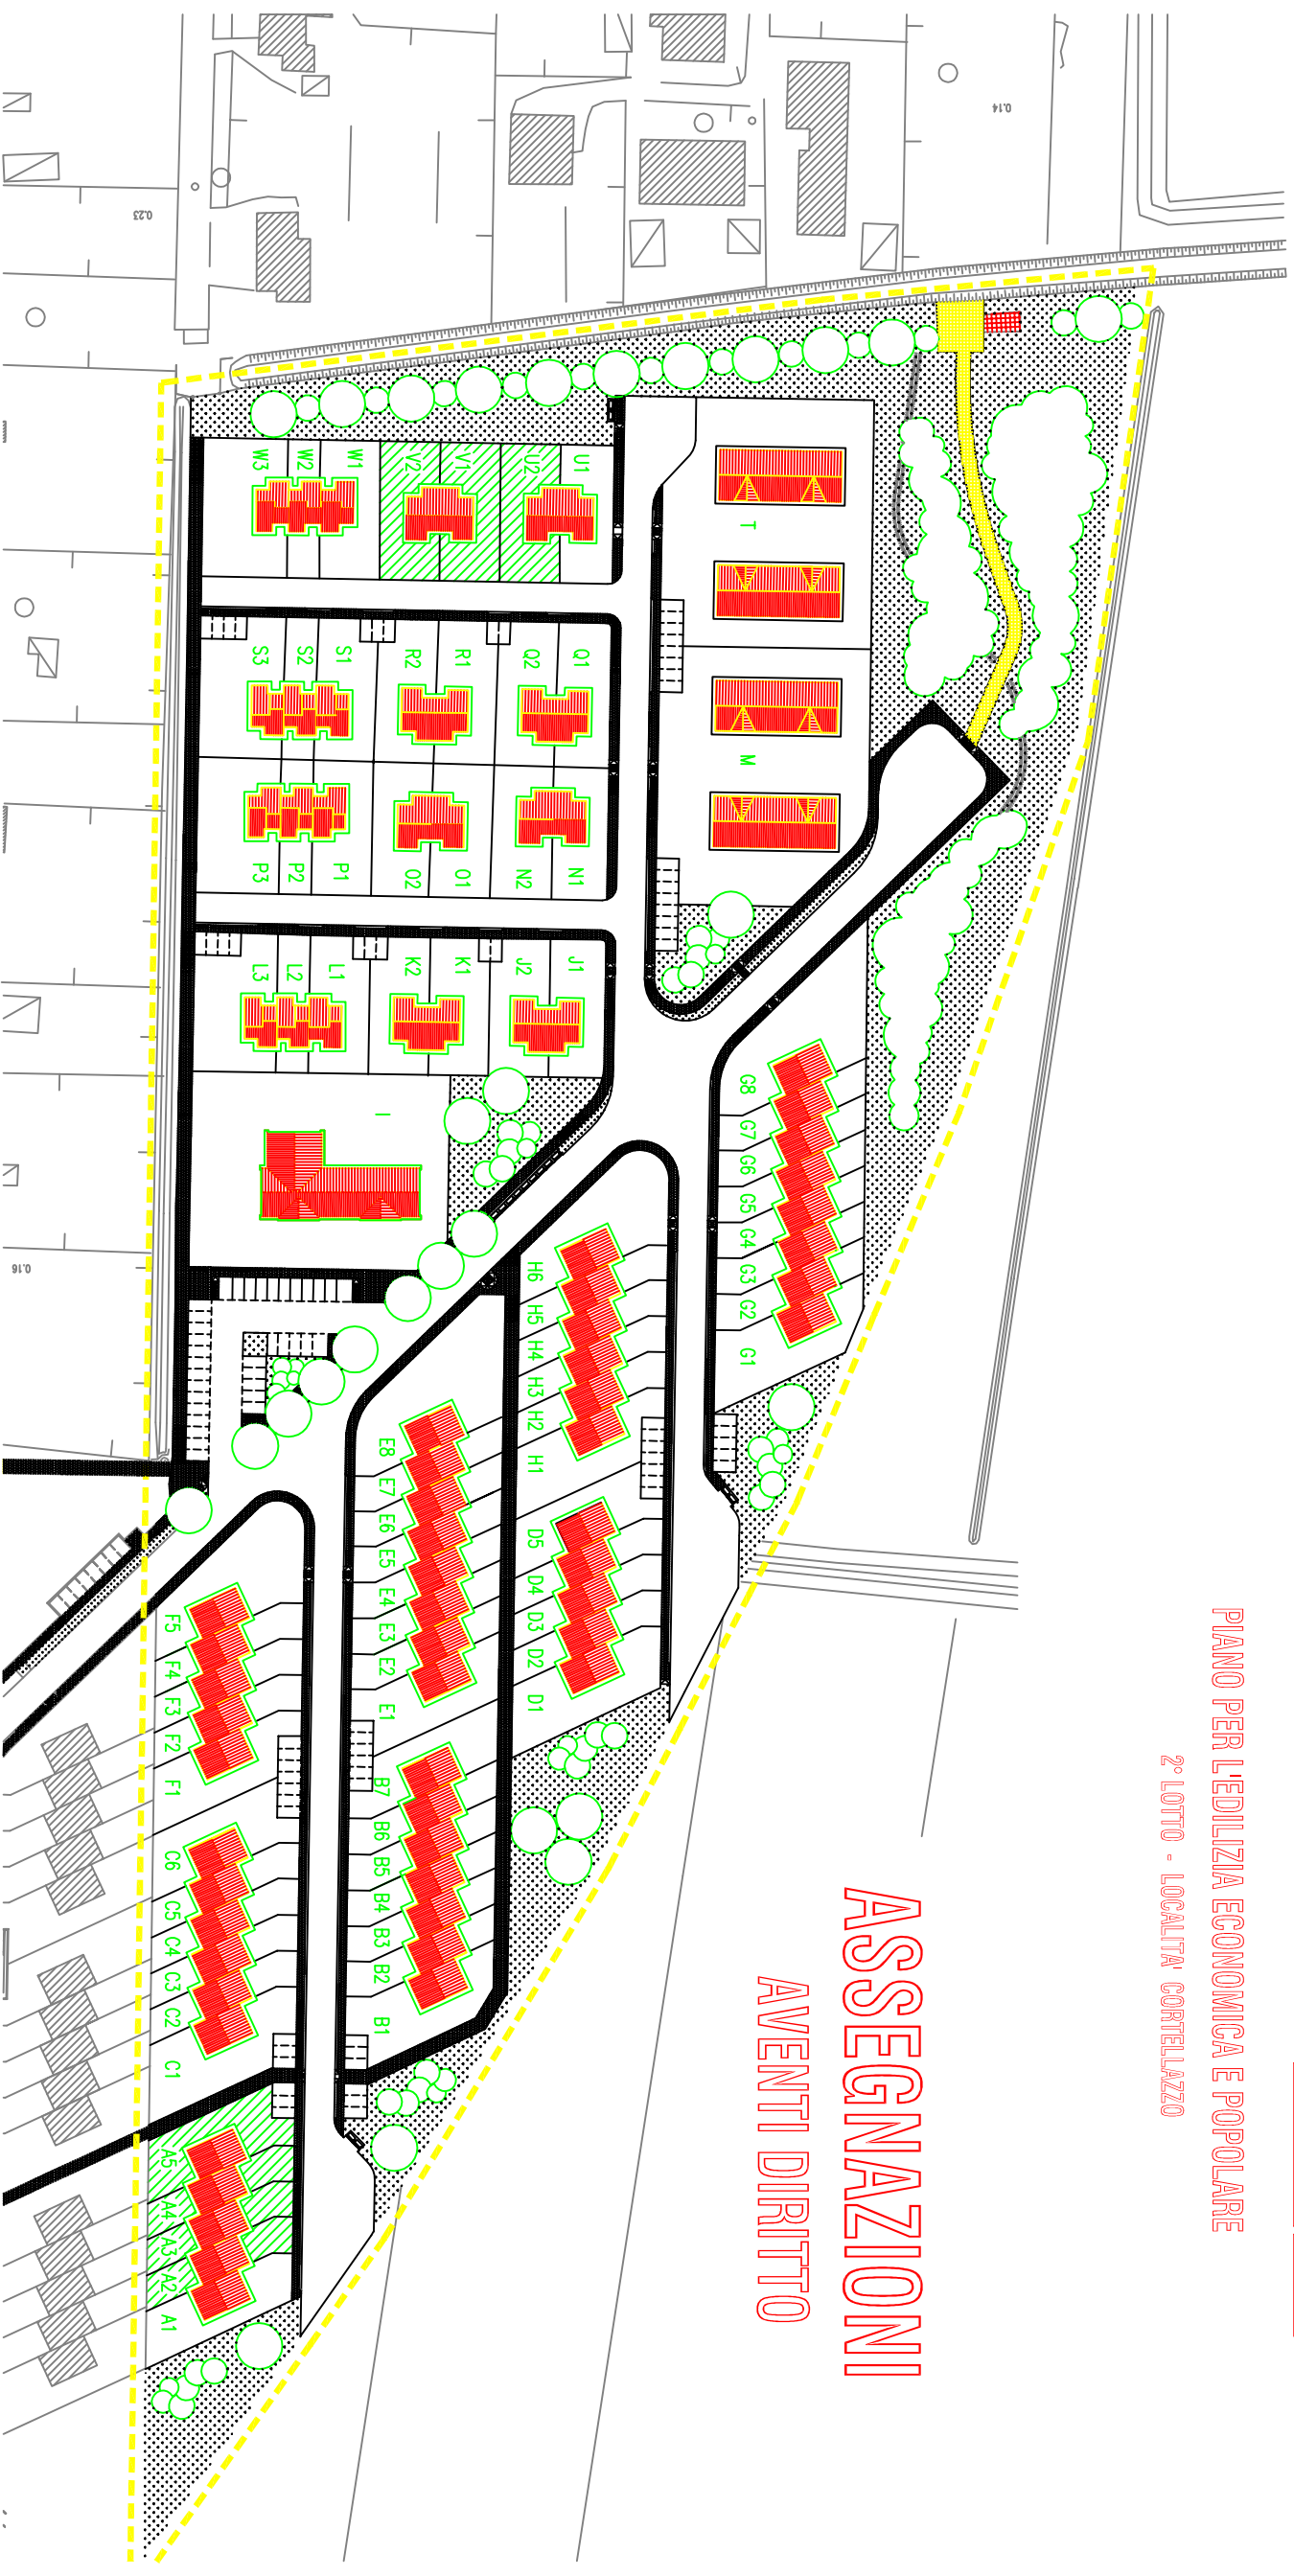 PIANO PER L'EDILIZIA ECONOMICA E POPOLARE
2° LOTTO - LOCALITA' CORTELLAZZO
ASSEGNAZIONI
AVENTI DIRITTO
0.14
0.23
0.16
W3 W2 W1 V2 V1 U2 U1
T
S3 S2 S1 R2 R1 Q2 Q1
M
P3 P2 P1 O2 O1 N2 N1
L3 L2 L1 K2 K1 J2 J1
I
G8 G7 G6 G5 G4 G3 G2 G1
H6 H5 H4 H3 H2 H1
E8 E7 E6 E5 E4 E3 E2 E1
D5 D4 D3 D2 D1
F5 F4 F3 F2 F1
B7 B6 B5 B4 B3 B2 B1
C6 C5 C4 C3 C2 C1
A5 A4 A3 A2 A1